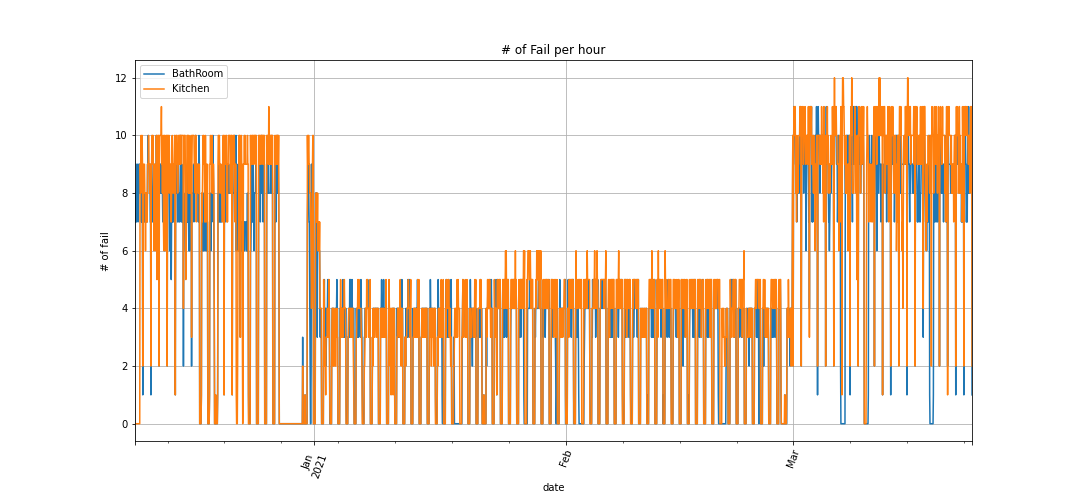 # of Fail per hour
BathRoom
Kitchen
12
10
8
6
4
2
0
# of fail
Jan
2021
Feb
Mar
date